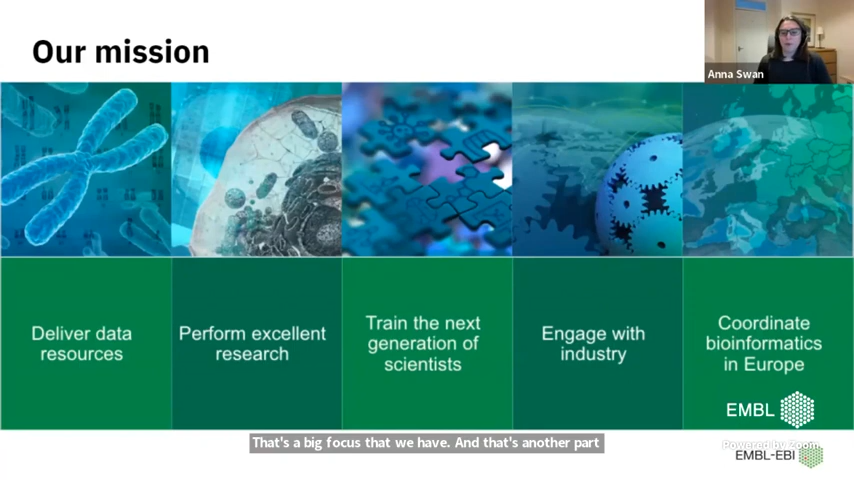 Our mission
Anna Swan
Deliver data
resources
Perform excellent
research
Train the next
generation of
scientists
Engage with
industry
Coordinate
bioinformatics
in Europe
EMBL
That's a big focus that we have. And that's another part
Powered by Zoom
EMBL-EBI